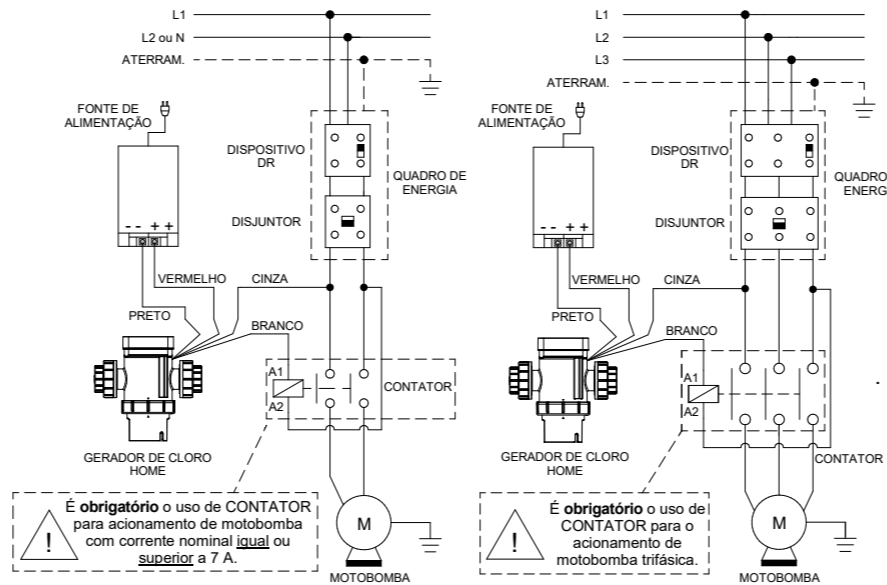 L1
L2 ou N
ATERRAM.
FONTE DE
ALIMENTAÇÃO
DISPOSITIVO
DR
QUADRO DE
ENERGIA
DISJUNTOR
- - + +
VERMELHO
CINZA
PRETO
BRANCO
A1
A2
CONTATOR
GERADOR DE CLORO
HOME
É obrigatório o uso de CONTATOR
para acionamento de motobomba
com corrente nominal igual ou
superior a 7 A.
!
M
MOTOBOMBA
L1
L2
L3
ATERRAM.
FONTE DE
ALIMENTAÇÃO
DISPOSITIVO
DR
QUADRO
ENERG
DISJUNTOR
- - + +
VERMELHO
CINZA
PRETO
BRANCO
A1
A2
CONTATOR
GERADOR DE CLORO
HOME
É obrigatório o uso de
CONTATOR para o
acionamento de
motobomba trifásica.
!
M
MOTOBOMBA